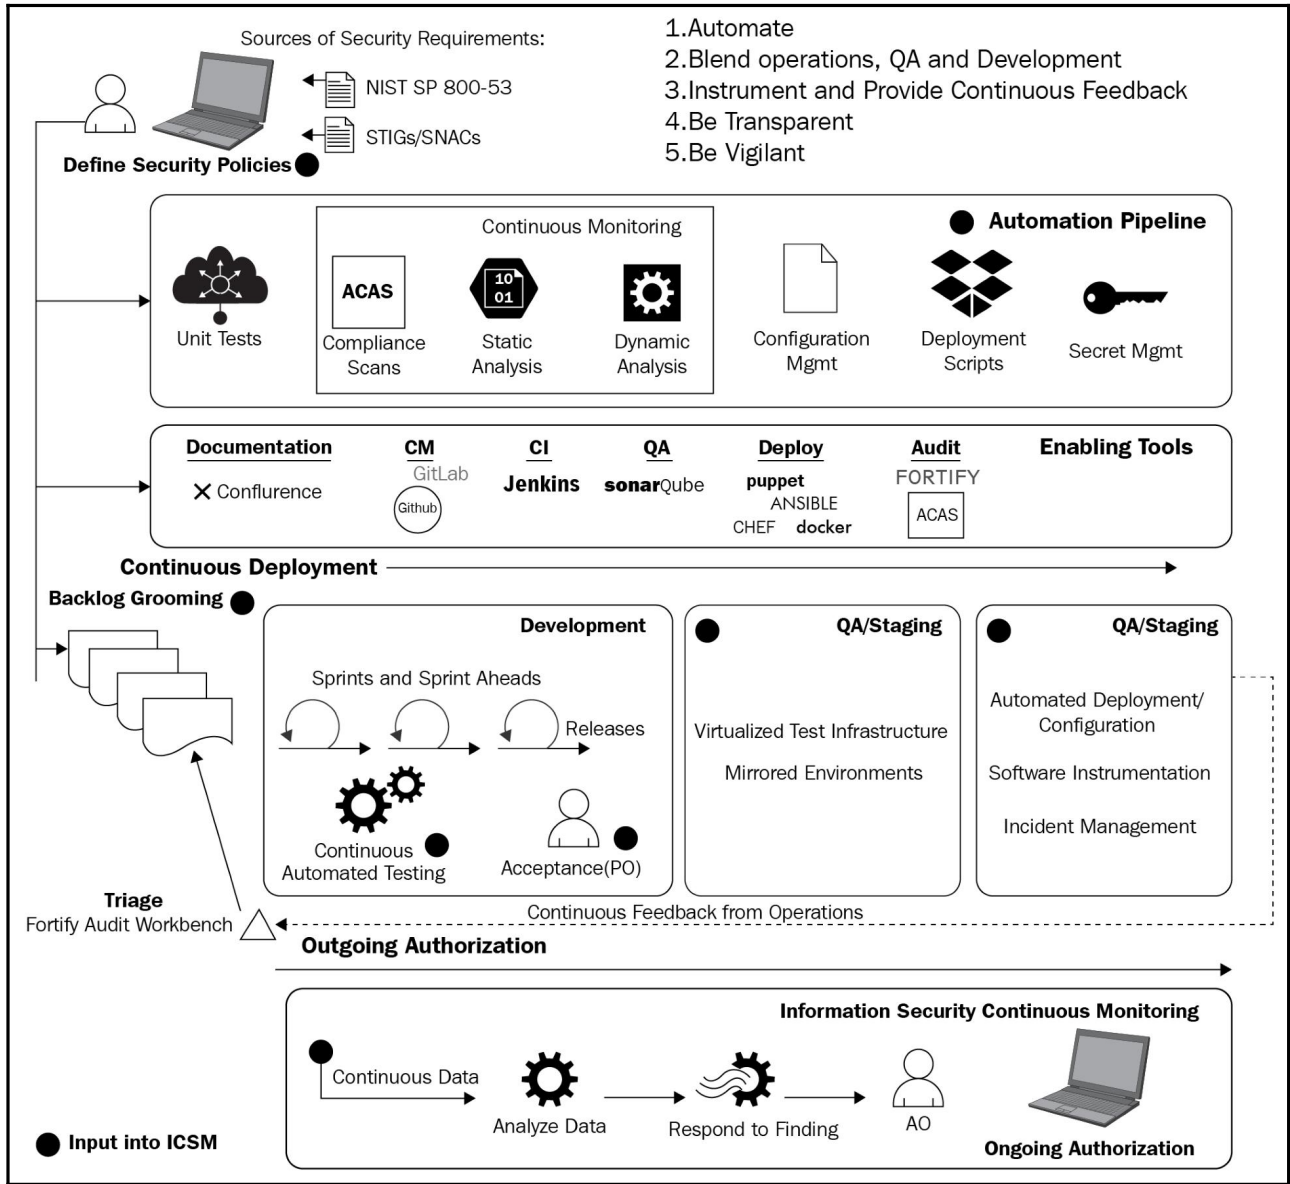 Sources of Security Requirements:
NIST SP 800-53
STIGs/SNACs
Define Security Policies
1.Automate
2.Blend operations, QA and Development
3.Instrument and Provide Continuous Feedback
4.Be Transparent
5.Be Vigilant
Automation Pipeline
Continuous Monitoring
Unit Tests
ACAS
Compliance
Scans
10
01
Static
Analysis
Dynamic
Analysis
Configuration
Mgmt
Deployment
Scripts
Secret Mgmt
Documentation
Conflurence
CM
GitLab
Github
CI
Jenkins
QA
sonarQube
Deploy
puppet
ANSIBLE
CHEF docker
Audit
FORTIFY
ACAS
Enabling Tools
Continuous Deployment
Backlog Grooming
Development
Sprints and Sprint Aheads
Releases
Continuous
Automated Testing
Acceptance(PO)
QA/Staging
Virtualized Test Infrastructure
Mirrored Environments
QA/Staging
Automated Deployment/
Configuration
Software Instrumentation
Incident Management
Triage
Fortify Audit Workbench
Continuous Feedback from Operations
Outgoing Authorization
Information Security Continuous Monitoring
Continuous Data
Analyze Data
Respond to Finding
AO
Ongoing Authorization
Input into ICSM